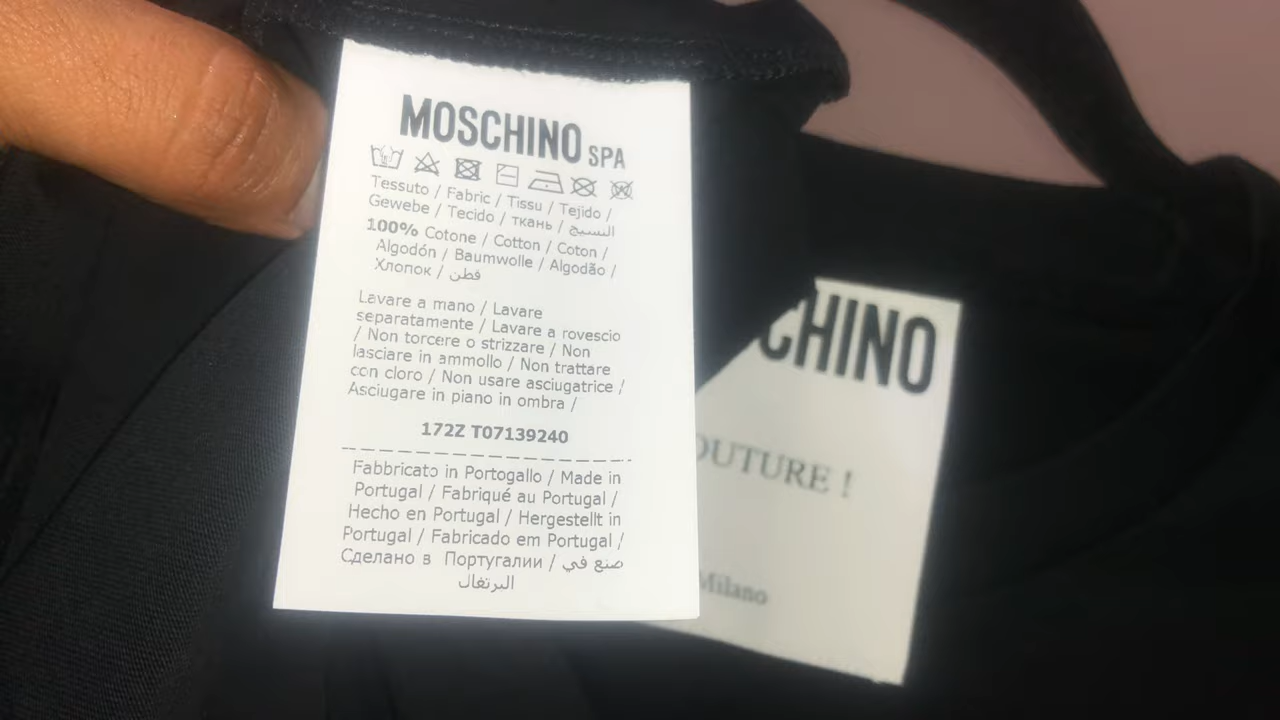 MOSCHINO SPA
Tessuto / Fabric / Tissu / Tejido /
Gewebe / Tecido / ткань / النسيج
100% Cotone / Cotton / Coton /
Algodón / Baumwolle / Algodão /
Хлопок / قطن
Lavare a mano / Lavare
separatamente / Lavare a rovescio
/ Non torcere o strizzare / Non
lasciare in ammollo / Non trattare
con cloro / Non usare asciugatrice /
Asciugare in piano in ombra /
172Z T07139240
Fabbricato in Portogallo / Made in
Portugal / Fabriqué au Portugal /
Hecho en Portugal / Hergestellt in
Portugal / Fabricado em Portugal /
Сделано в Португалии / صنع في
البرتغال
CHINO
OUTURE !
Milano